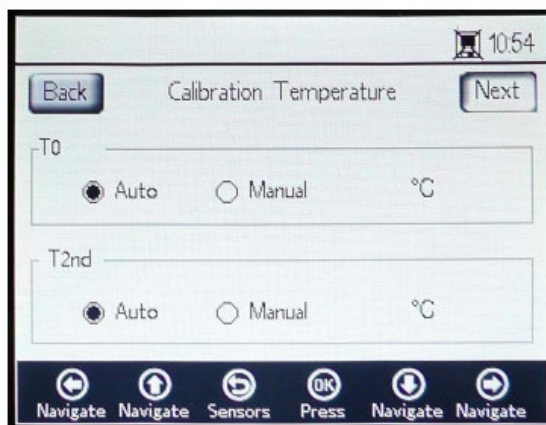 10:54
Back Calibration Temperature Next
T0
Auto Manual °C
T2nd
Auto Manual °C
OK
Navigate Navigate Sensors Press Navigate Navigate